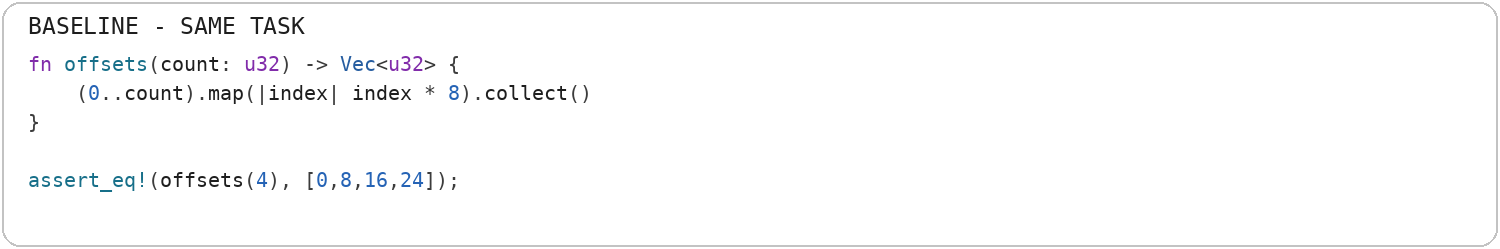 BASELINE - SAME TASK
fn offsets(count: u32) -> Vec<u32> {
    (0..count).map(|index| index * 8).collect()
}
assert_eq!(offsets(4), [0,8,16,24]);